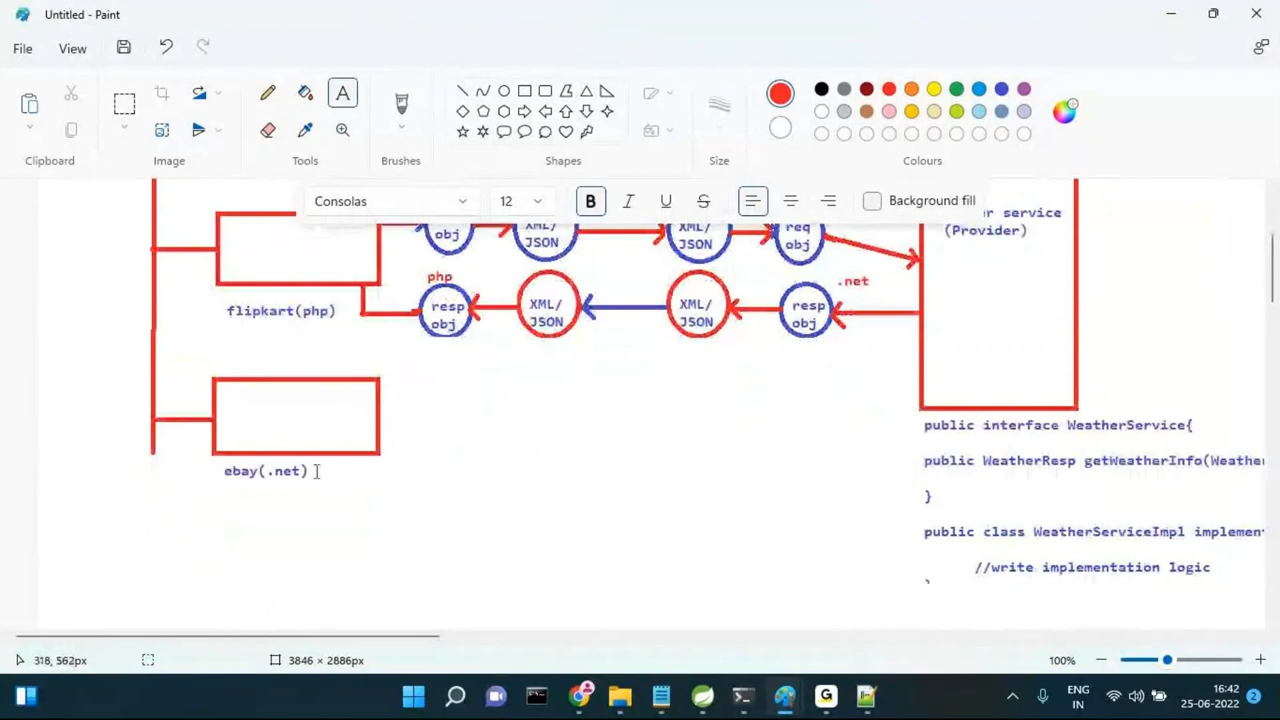 Untitled - Paint
File
View
Clipboard
Image
Tools
Brushes
Shapes
Size
Colours
A
Consolas
12
B
I
U
S
Background fill
service
(Provider)
obj
XML/
JSON
XML/
JSON
req
obj
php
.net
flipkart(php)
resp
obj
XML/
JSON
XML/
JSON
resp
obj
ebay(.net)
public interface WeatherService{
public WeatherResp getWeatherInfo(Weather
}
public class WeatherServiceImpl implement
//write implementation logic
318, 562px
3846 × 2886px
100%
ENG
IN
16:42
25-06-2022
2